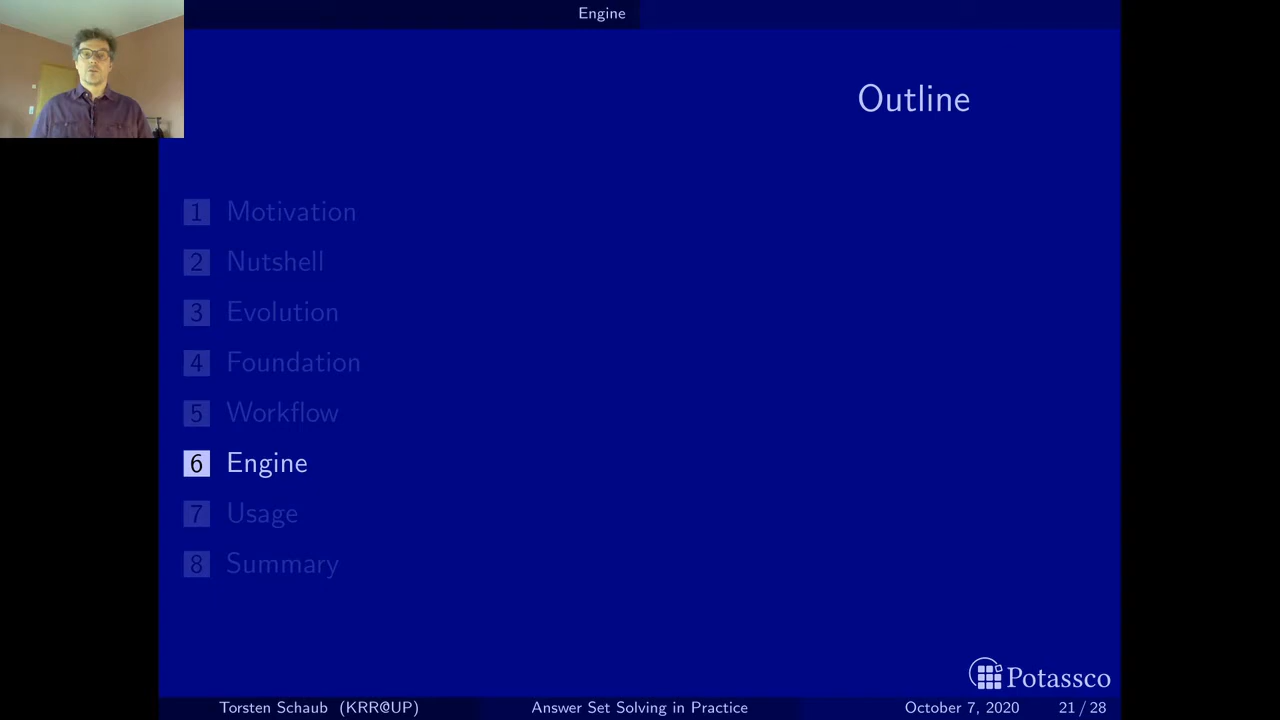 Engine
Outline
1 Motivation
2 Nutshell
3 Evolution
4 Foundation
5 Workflow
6 Engine
7 Usage
8 Summary
Potassco
Torsten Schaub (KRR@UP) Answer Set Solving in Practice October 7, 2020 21 / 28